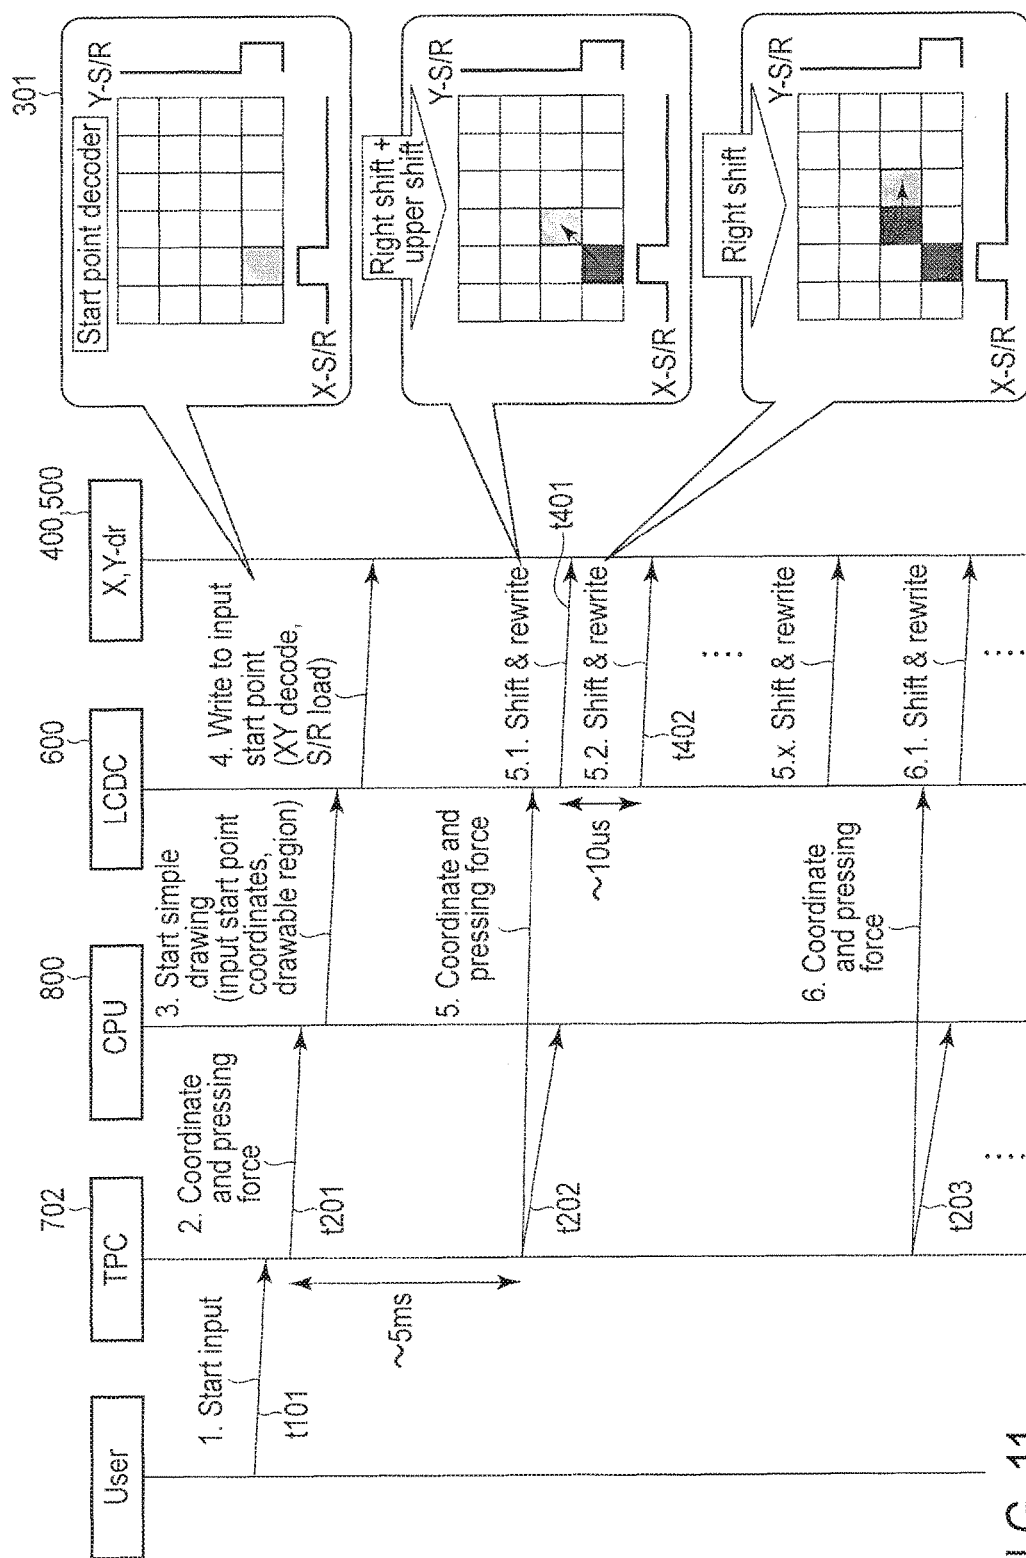 301
400 500
600
800
702
User
TPC
CPU
LCDC
X,Y-dr
1. Start input
t101
2. Coordinate
and pressing
force
t201
~5ms
3. Start simple
drawing
(input start point
coordinates,
drawable region)
4. Write to input
start point
(XY decode,
S/R load)
5. Coordinate and
pressing force
t202
5.1. Shift & rewrite
t401
~10us
5.2. Shift & rewrite
t402
5.x. Shift & rewrite
6. Coordinate
and pressing
force
t203
6.1. Shift & rewrite
Start point decoder
Y-S/R
X-S/R
Right shift +
upper shift
Y-S/R
X-S/R
Right shift
Y-S/R
X-S/R